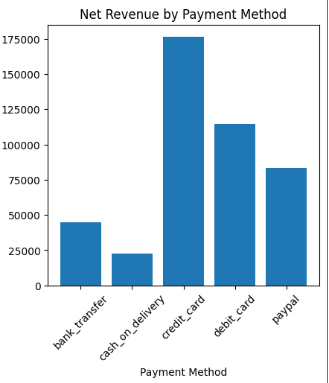 Net Revenue by Payment Method
175000
150000
125000
100000
75000
50000
25000
0
bank_transfer
cash_on_delivery
credit_card
debit_card
paypal
Payment Method